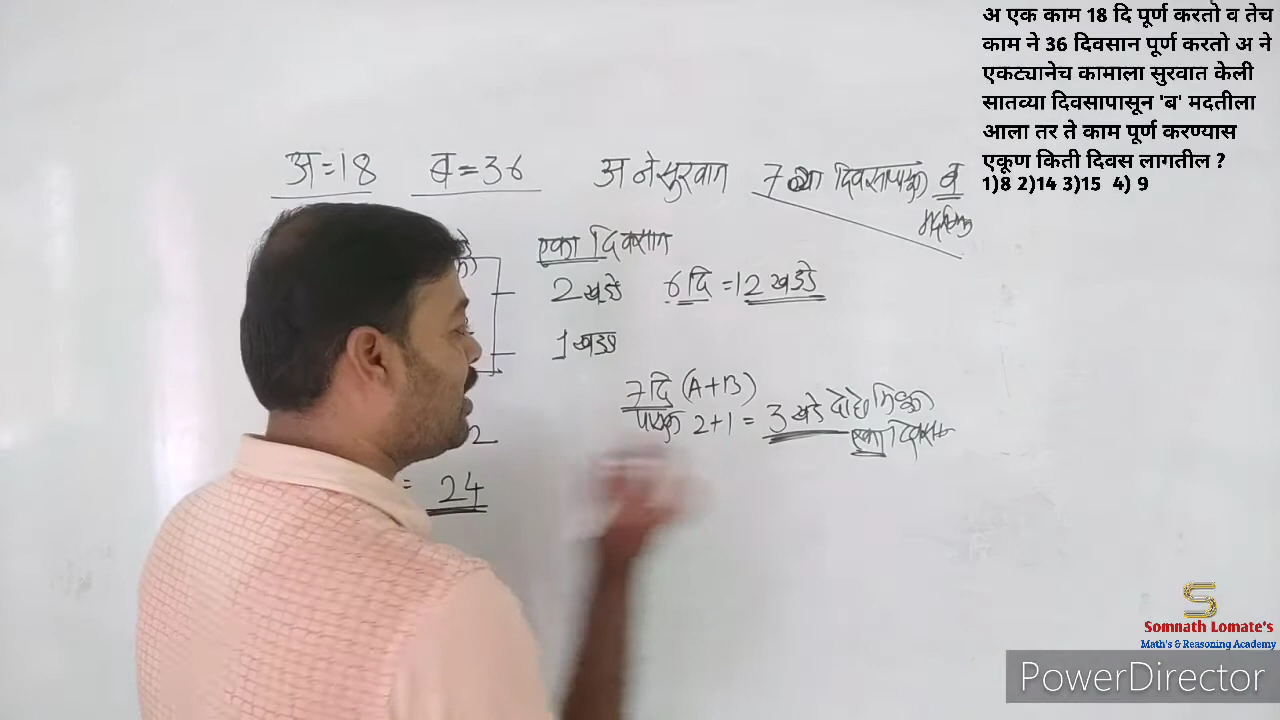 अ एक काम 18 दि पूर्ण करतो व तेच
काम ने 36 दिवसान पूर्ण करतो अ ने
एकट्यानेच कामाला सुरवात केली
सातव्या दिवसापासून 'ब' मदतीला
आला तर ते काम पूर्ण करण्यास
एकूण किती दिवस लागतील ?
1)8 2)14 3)15 4) 9
अ=18 ब=36 अ ने सुरवात 7 व्या ब
एका दिवसात
2 खडे 6 दि = 12 खडे
1 खडा
7 दि (A+B)
2+1 = 3 खडे
2
= 24
S
Somnath Lomate's
Math's & Reasoning Academy
PowerDirector